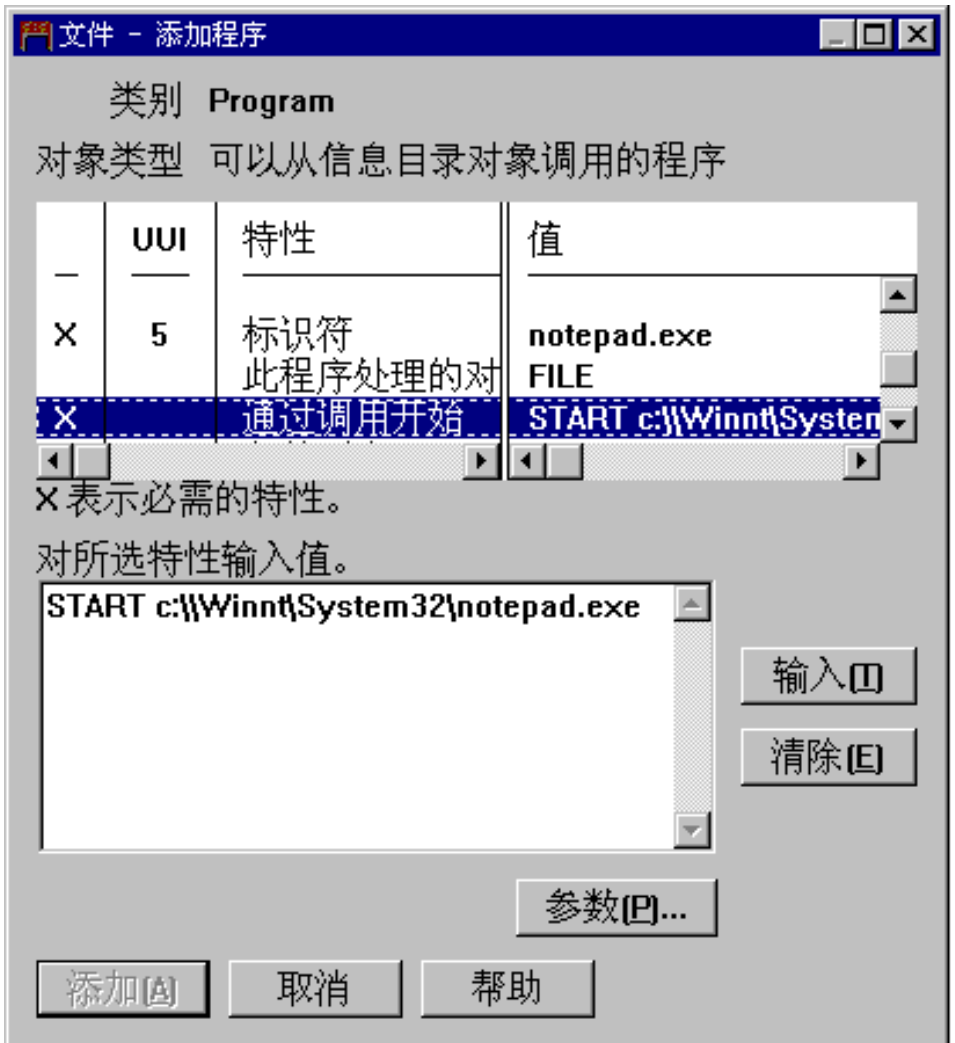 文件 - 添加程序
类别 Program
对象类型 可以从信息目录对象调用的程序
UUI 特性 值
X 5 标识符 notepad.exe
此程序处理的对 FILE
X 通过调用开始 START c:\\Winnt\System
X 表示必需的特性。
对所选特性输入值。
START c:\\Winnt\System32\notepad.exe
输入(T)
清除(E)
参数(P)...
添加(A) 取消 帮助